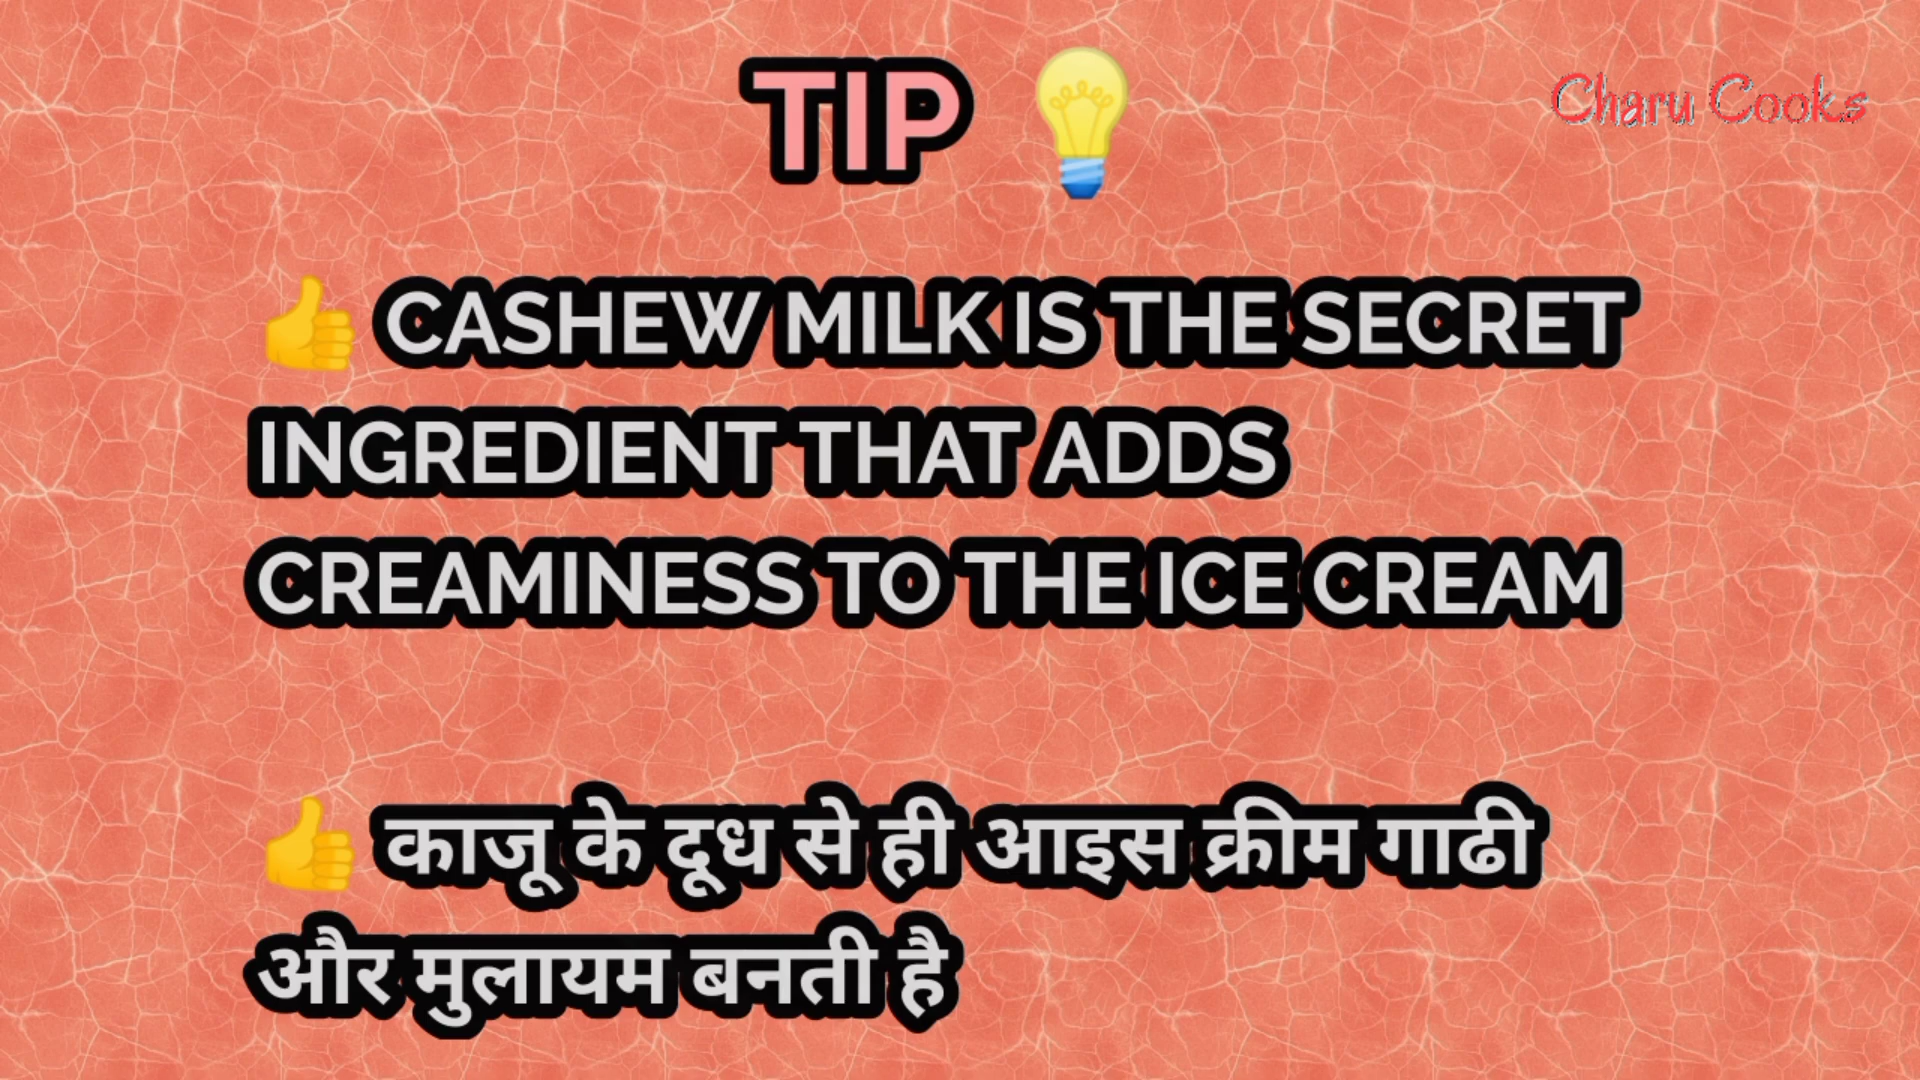 TIP 💡
Charu Cooks
👍 CASHEW MILK IS THE SECRET
INGREDIENT THAT ADDS
CREAMINESS TO THE ICE CREAM
👍 काजू के दूध से ही आइस क्रीम गाढी
और मुलायम बनती है